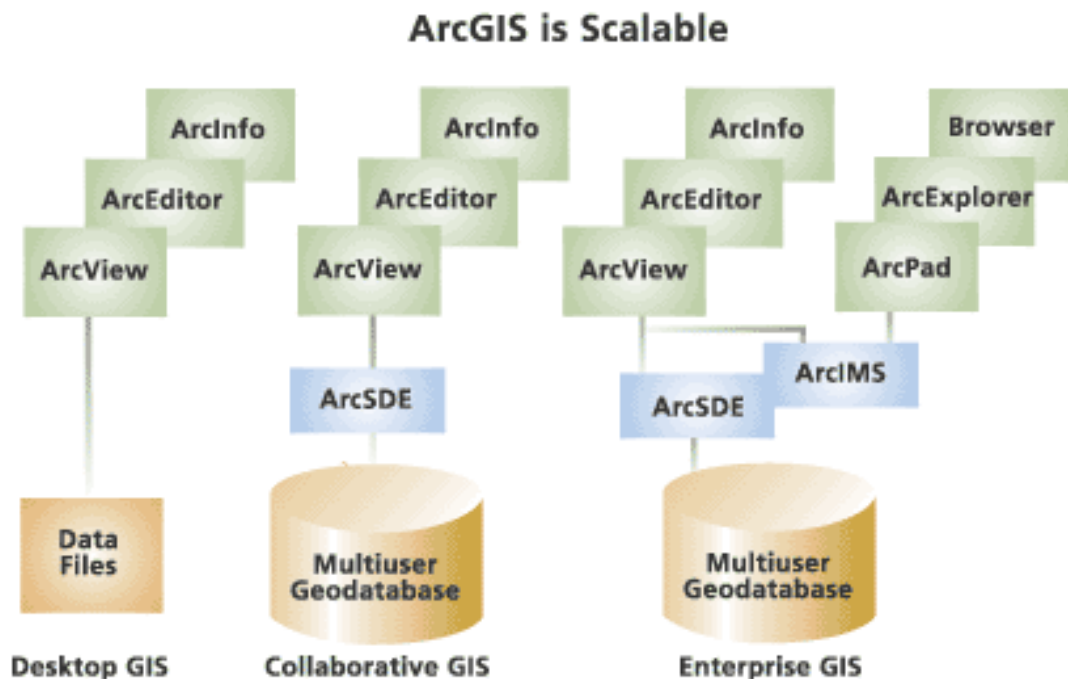 ArcGIS is Scalable
ArcInfo
ArcEditor
ArcView
Data
Files
Desktop GIS
ArcInfo
ArcEditor
ArcView
ArcSDE
Multiuser
Geodatabase
Collaborative GIS
ArcInfo
ArcEditor
ArcView
Browser
ArcExplorer
ArcPad
ArcIMS
ArcSDE
Multiuser
Geodatabase
Enterprise GIS